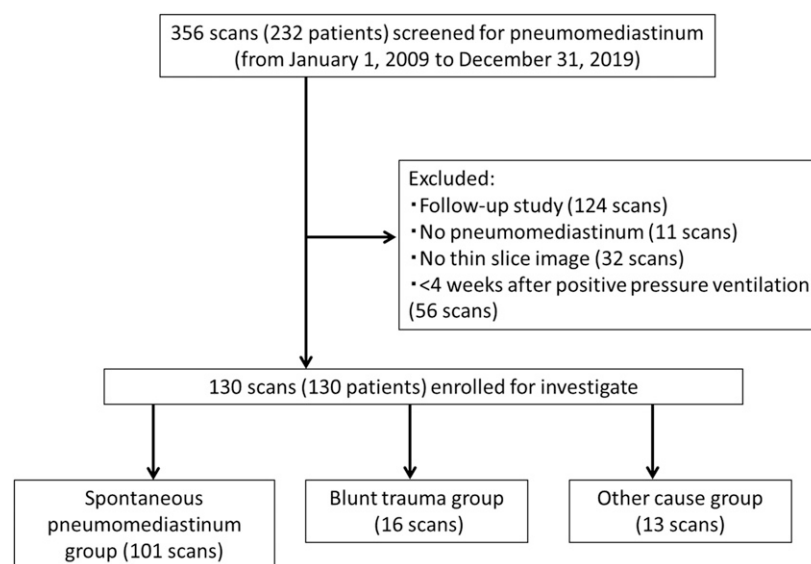 356 scans (232 patients) screened for pneumomediastinum
(from January 1, 2009 to December 31, 2019)
Excluded:
・Follow-up study (124 scans)
・No pneumomediastinum (11 scans)
・No thin slice image (32 scans)
・<4 weeks after positive pressure ventilation
(56 scans)
130 scans (130 patients) enrolled for investigate
Spontaneous
pneumomediastinum
group (101 scans)
Blunt trauma group
(16 scans)
Other cause group
(13 scans)